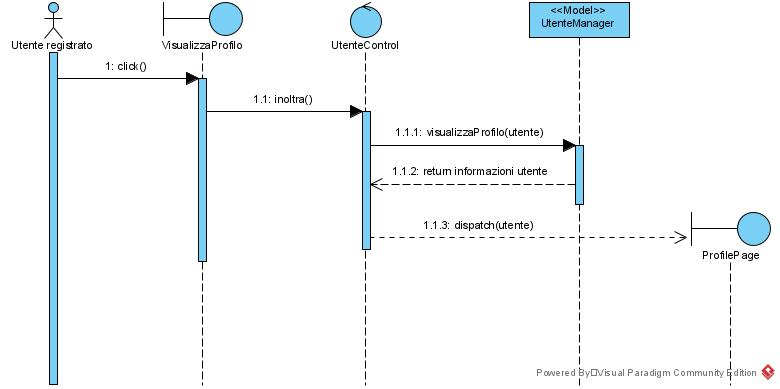 <<Model>>
UtenteManager
Utente registrato
VisualizzaProfilo
UtenteControl
1: click()
1.1: inoltra()
1.1.1: visualizzaProfilo(utente)
1.1.2: return informazioni utente
1.1.3: dispatch(utente)
ProfilePage
Powered By Visual Paradigm Community Edition